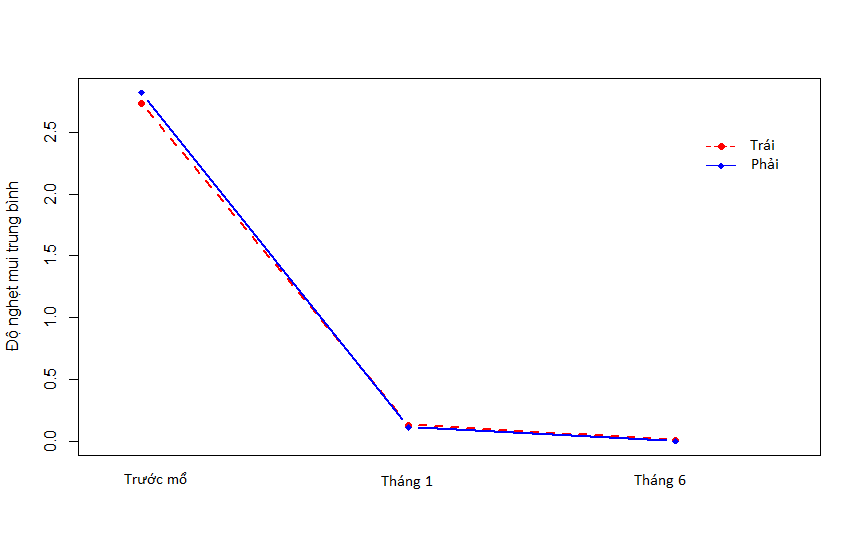 Độ nghẹt mui trung bình
2.5
2.0
1.5
1.0
0.5
0.0
Trái
Phải
Trước mổ
Tháng 1
Tháng 6